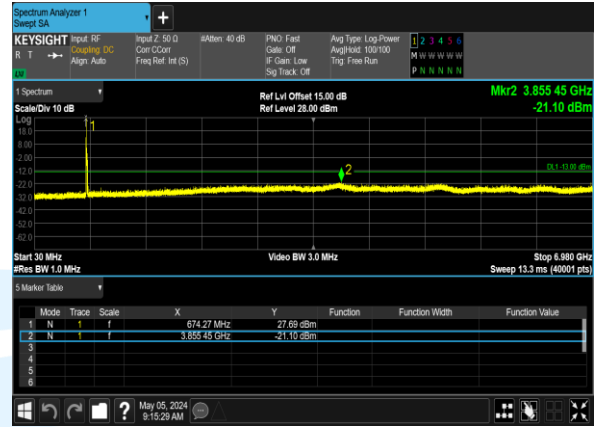 Spectrum Analyzer 1
Swept SA
+
KEYSIGHT
R T
LV
Input: RF
Coupling: DC
Align: Auto
Input Z: 50 Ω
Corr CCorr
Freq Ref: Int (S)
#Atten: 40 dB
PNO: Fast
Gate: Off
IF Gain: Low
Sig Track: Off
Avg Type: Log-Power
Avg|Hold: 100/100
Trig: Free Run
1 2 3 4 5 6
M W W W W W
P N N N N N
1 Spectrum
Scale/Div 10 dB
Ref Lvl Offset 15.00 dB
Ref Level 28.00 dBm
Mkr2 3.855 45 GHz
-21.10 dBm
Log
18.0
8.00
-2.00
-12.0
-22.0
-32.0
-42.0
-52.0
-62.0
1
2
DL1 -13.00 dBm
Start 30 MHz
#Res BW 1.0 MHz
Video BW 3.0 MHz
Stop 6.980 GHz
Sweep 13.3 ms (40001 pts)
5 Marker Table
Mode Trace Scale X Y Function Function Width Function Value
1 N 1 f 674.27 MHz 27.69 dBm
2 N 1 f 3.855 45 GHz -21.10 dBm
3
4
5
6
?
May 05, 2024
9:15:29 AM